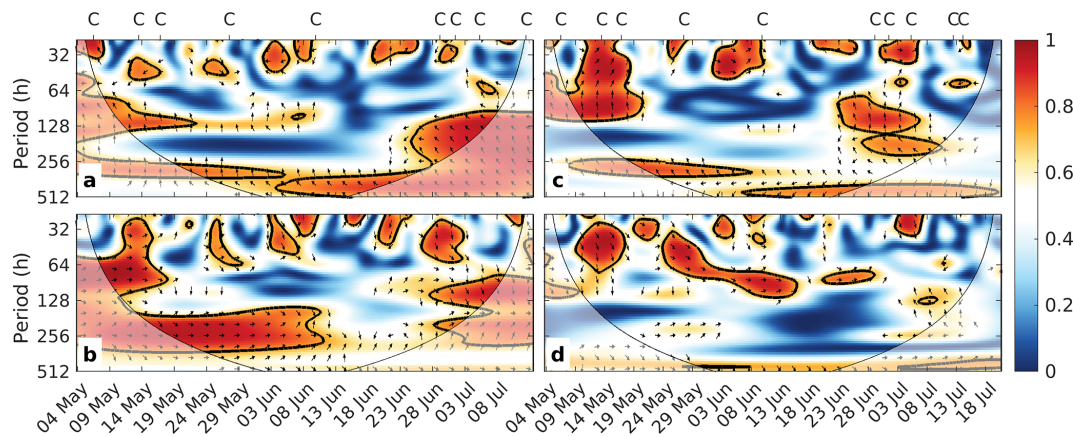 C C C C C C C C C C C C C C C C C C C C
32
64
128
256
512
Period (h)
a
c
32
64
128
256
512
Period (h)
b
d
04 May 09 May 14 May 19 May 24 May 29 May 03 Jun 08 Jun 13 Jun 18 Jun 23 Jun 28 Jun 03 Jul 08 Jul
04 May 09 May 14 May 19 May 24 May 29 May 03 Jun 08 Jun 13 Jun 18 Jun 23 Jun 28 Jun 03 Jul 08 Jul 13 Jul 18 Jul
1
0.8
0.6
0.4
0.2
0